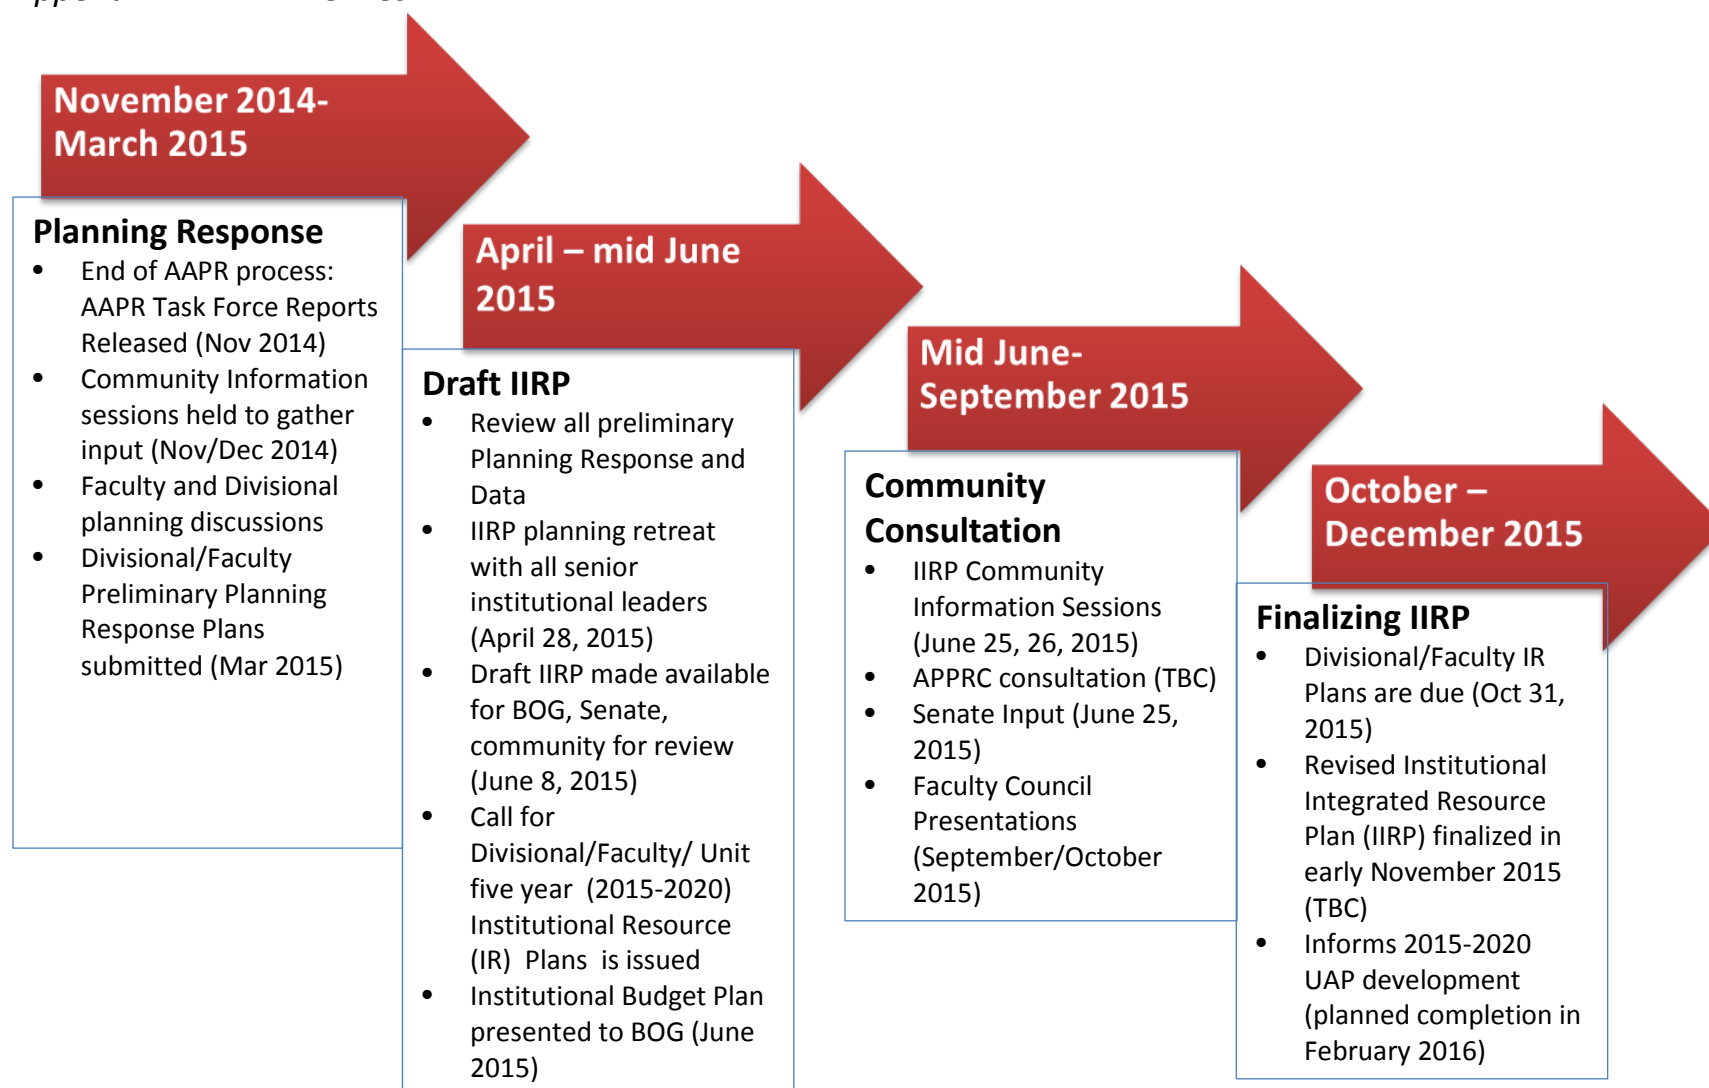 November 2014-
March 2015
Planning Response
• End of AAPR process:
AAPR Task Force Reports
Released (Nov 2014)
• Community Information
sessions held to gather
input (Nov/Dec 2014)
• Faculty and Divisional
planning discussions
• Divisional/Faculty
Preliminary Planning
Response Plans
submitted (Mar 2015)
April – mid June
2015
Draft IIRP
• Review all preliminary
Planning Response and
Data
• IIRP planning retreat
with all senior
institutional leaders
(April 28, 2015)
• Draft IIRP made available
for BOG, Senate,
community for review
(June 8, 2015)
• Call for
Divisional/Faculty/ Unit
five year (2015-2020)
Institutional Resource
(IR) Plans is issued
• Institutional Budget Plan
presented to BOG (June
2015)
Mid June-
September 2015
Community
Consultation
• IIRP Community
Information Sessions
(June 25, 26, 2015)
• APPRC consultation (TBC)
• Senate Input (June 25,
2015)
• Faculty Council
Presentations
(September/October
2015)
October –
December 2015
Finalizing IIRP
• Divisional/Faculty IR
Plans are due (Oct 31,
2015)
• Revised Institutional
Integrated Resource
Plan (IIRP) finalized in
early November 2015
(TBC)
• Informs 2015-2020
UAP development
(planned completion in
February 2016)